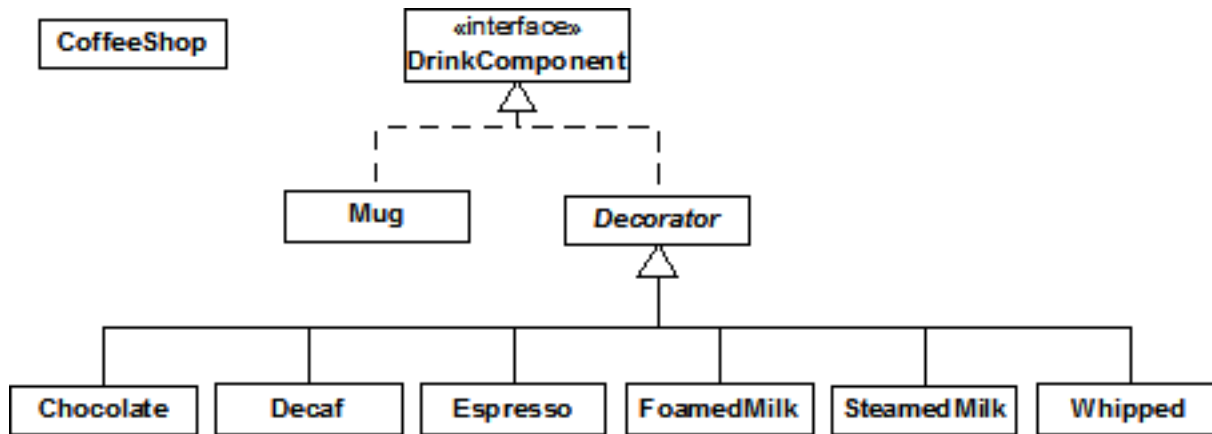 CoffeeShop
«interface»
DrinkComponent
Mug
Decorator
Chocolate
Decaf
Espresso
FoamedMilk
SteamedMilk
Whipped